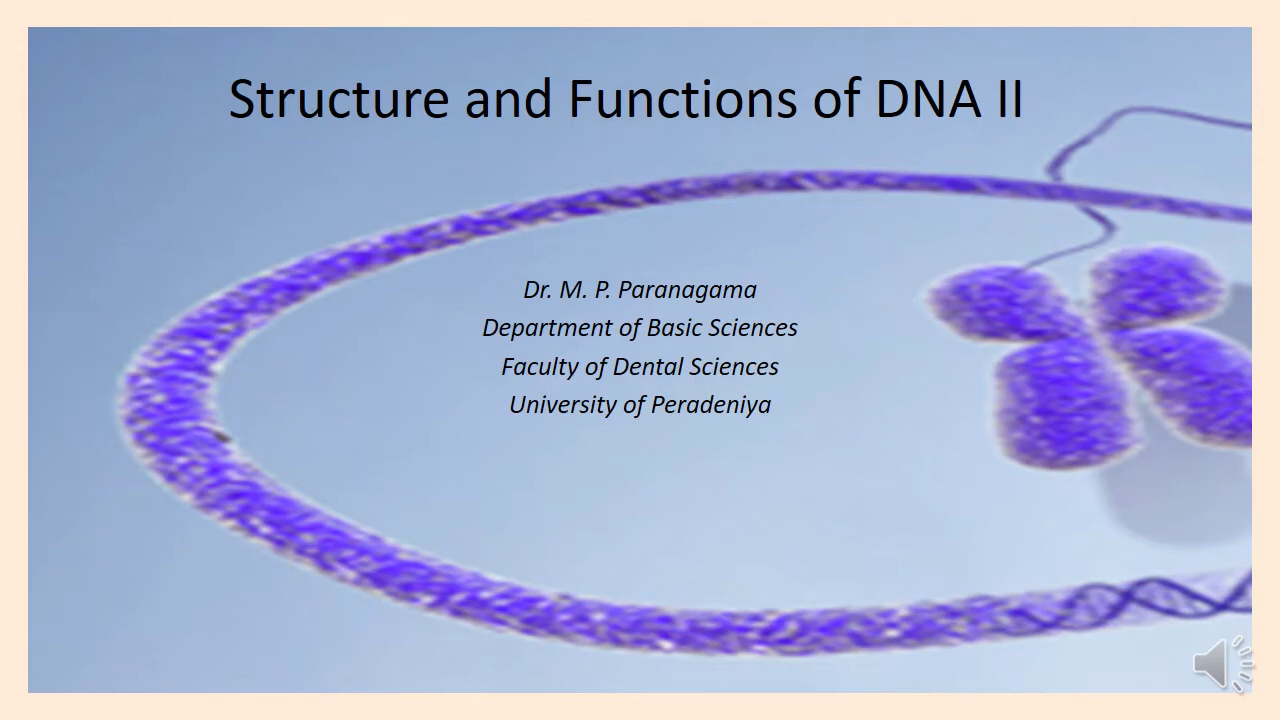 Structure and Functions of DNA II
Dr. M. P. Paranagama
Department of Basic Sciences
Faculty of Dental Sciences
University of Peradeniya